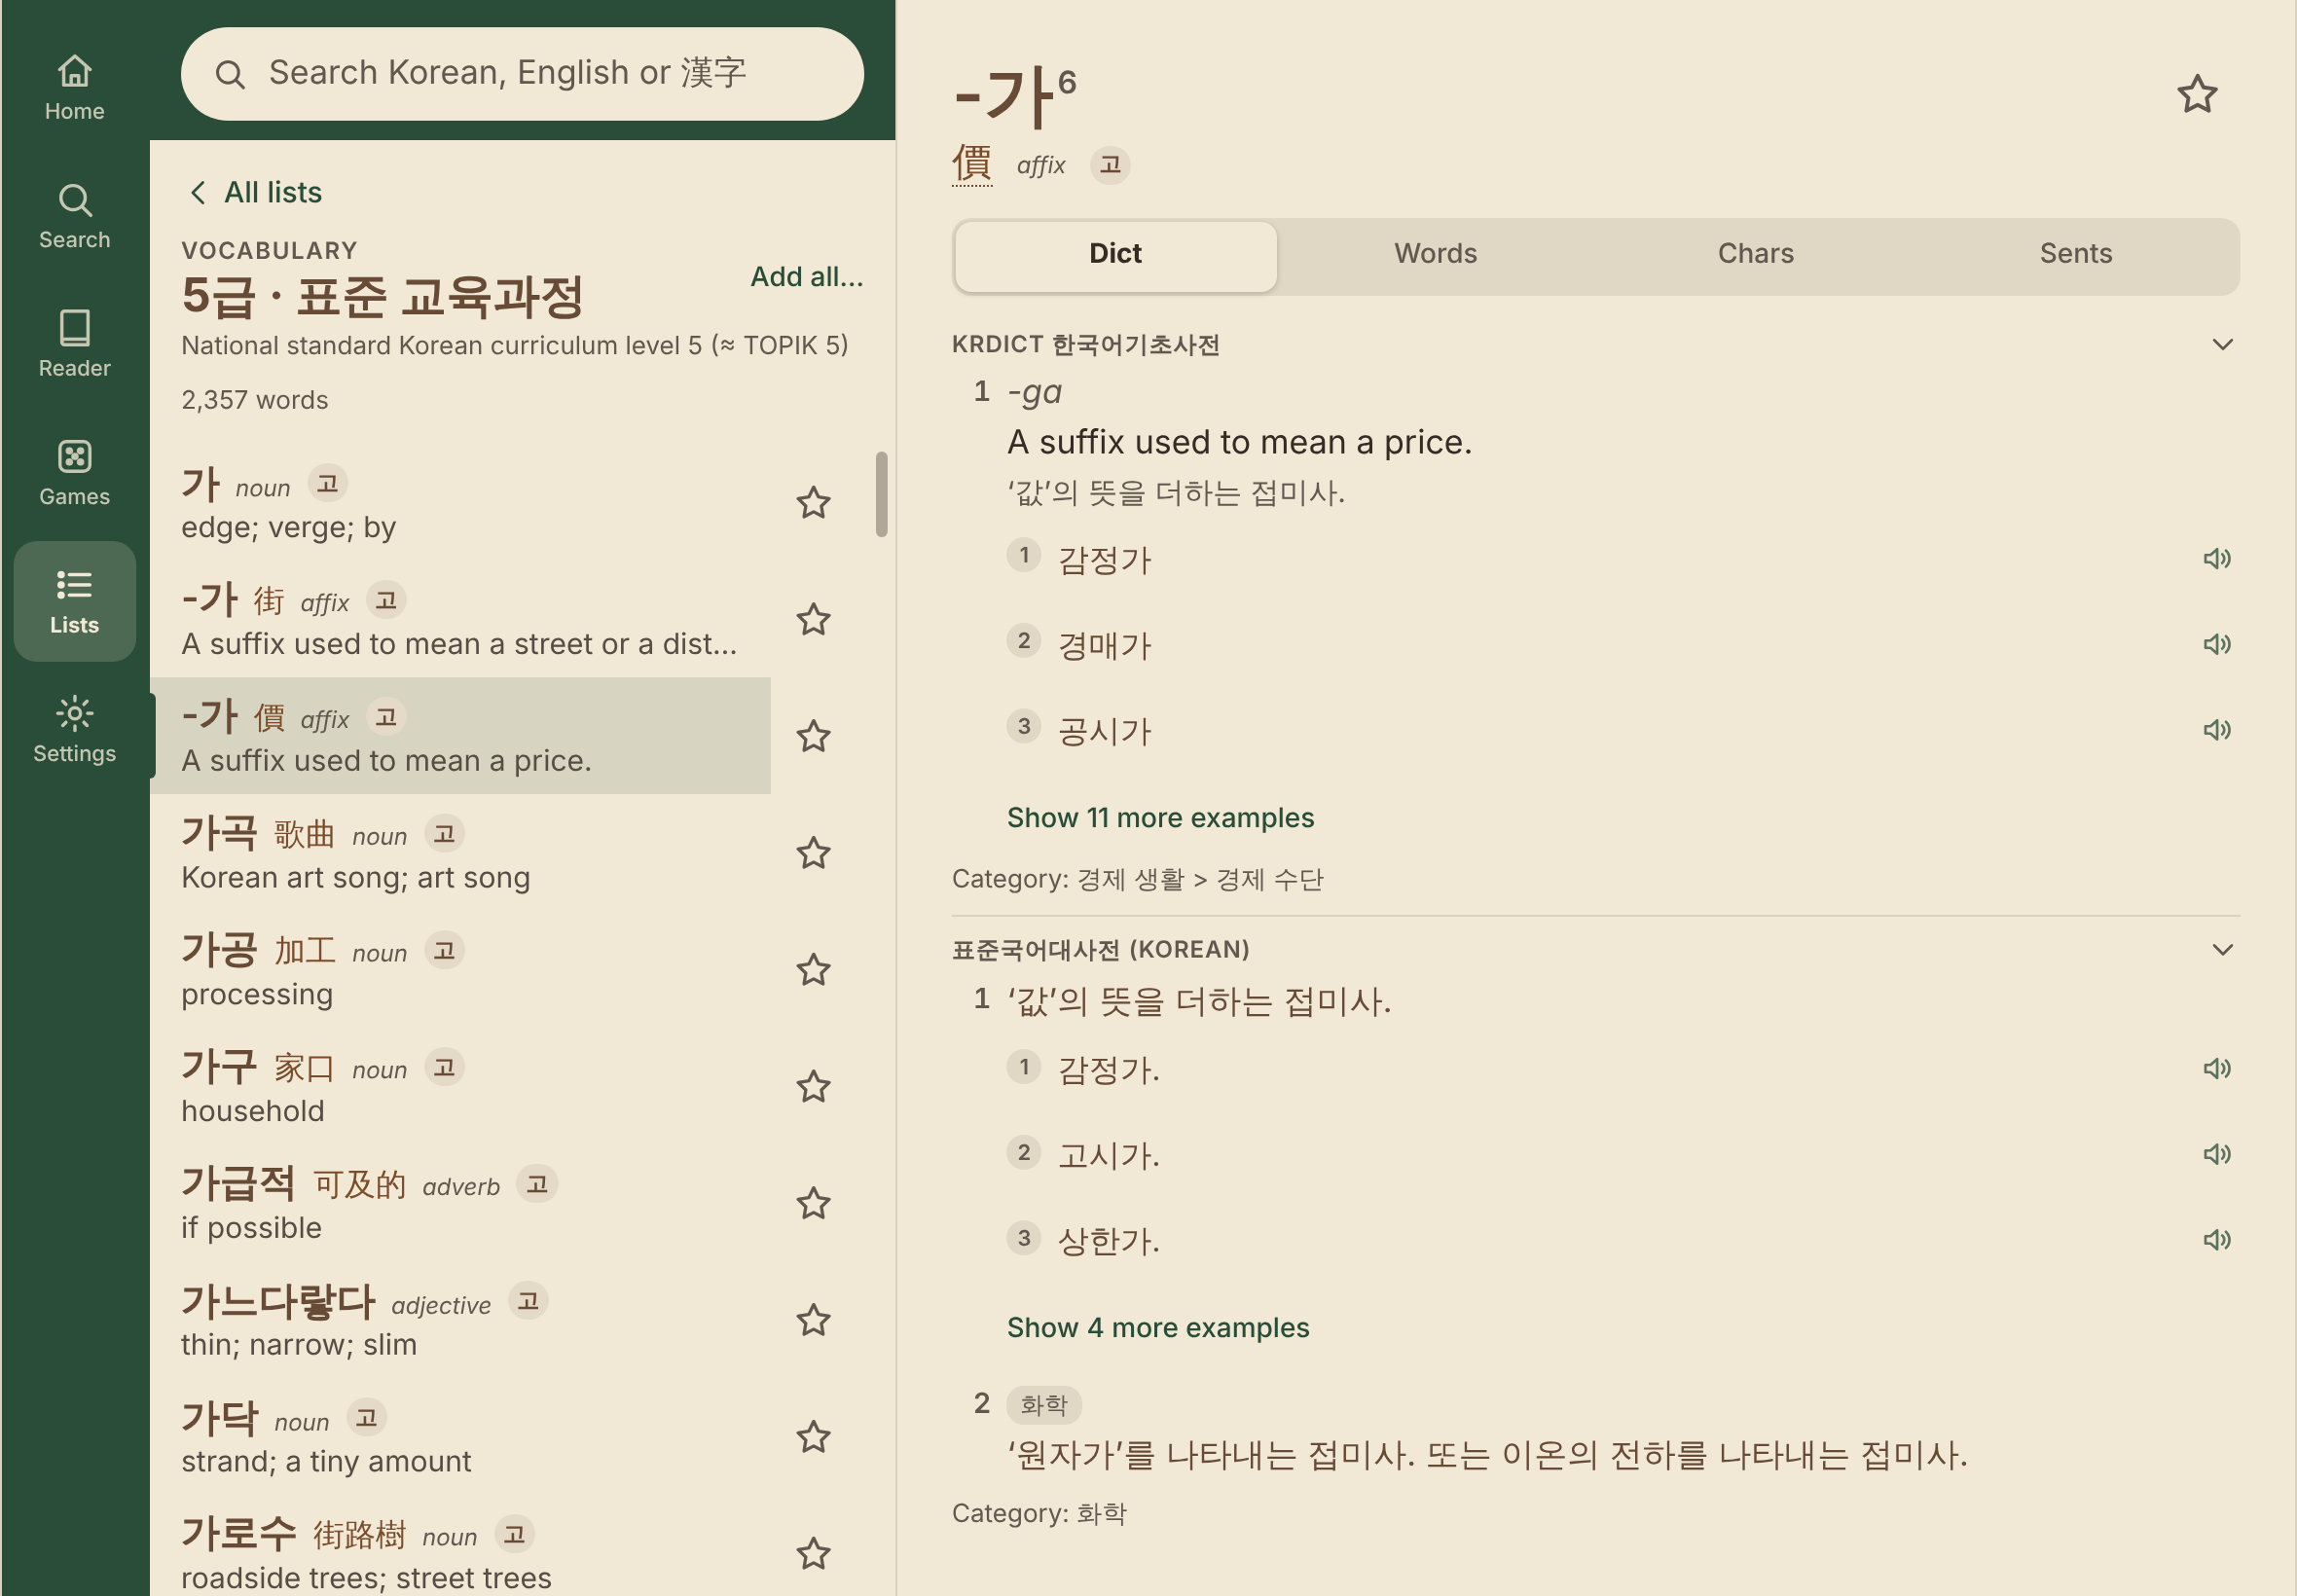 Home
Search
Reader
Games
Lists
Settings
Search Korean, English or 漢字
All lists
VOCABULARY
5급 · 표준 교육과정
Add all...
National standard Korean curriculum level 5 (≈ TOPIK 5)
2,357 words
가 noun 고
edge; verge; by
-가 街 affix 고
A suffix used to mean a street or a dist...
-가 價 affix 고
A suffix used to mean a price.
가곡 歌曲 noun 고
Korean art song; art song
가공 加工 noun 고
processing
가구 家口 noun 고
household
가급적 可及的 adverb 고
if possible
가느다랗다 adjective 고
thin; narrow; slim
가닥 noun 고
strand; a tiny amount
가로수 街路樹 noun 고
roadside trees; street trees
-가6
價 affix 고
Dict Words Chars Sents
KRDICT 한국어기초사전
1 -ga
A suffix used to mean a price.
‘값’의 뜻을 더하는 접미사.
1 감정가
2 경매가
3 공시가
Show 11 more examples
Category: 경제 생활 > 경제 수단
표준국어대사전 (KOREAN)
1 ‘값’의 뜻을 더하는 접미사.
1 감정가.
2 고시가.
3 상한가.
Show 4 more examples
2 화학
‘원자가’를 나타내는 접미사. 또는 이온의 전하를 나타내는 접미사.
Category: 화학